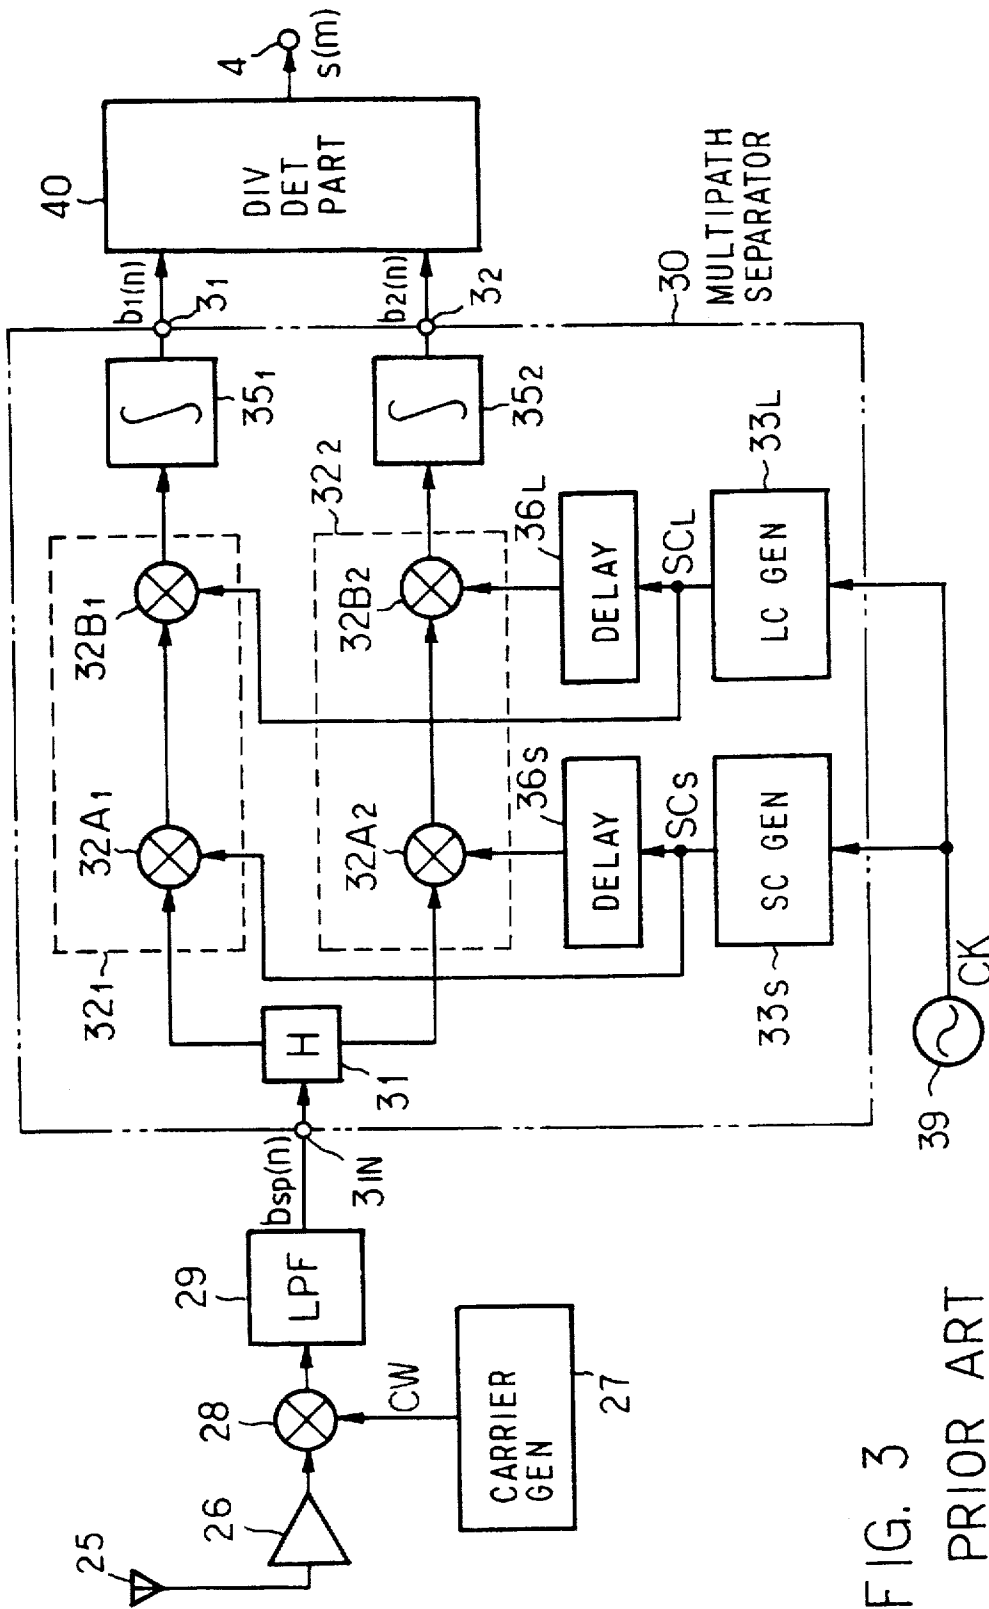 25
26
28
CARRIER
GEN
27
CW
29
LPF
bsp(n)
3IN
H
31
321
32A1
32B1
322
32A2
32B2
351
352
b1(n)
31
b2(n)
32
40
DIV
DET
PART
4
s(m)
DELAY
36S
SCS
SC GEN
33S
DELAY
36L
SCL
LC GEN
33L
30
MULTIPATH
SEPARATOR
39
CK
FIG. 3
PRIOR ART